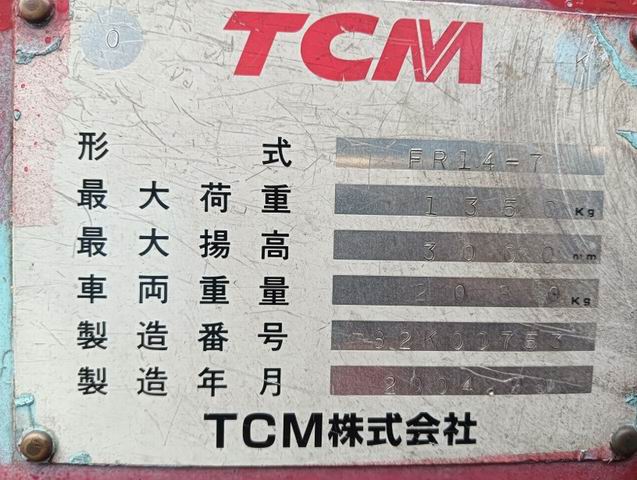 TCM
形式 FR14-7
最大荷重 1350 Kg
最大揚高 3000 mm
車両重量 Kg
製造番号
製造年月 2004
TCM株式会社